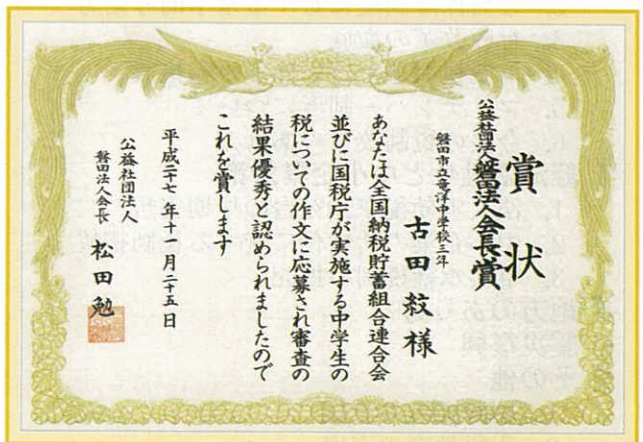 賞状
公益社団法人磐田法人会長賞
磐田市立竜洋中学校三年
古田紋様
あなたは全国納税貯蓄組合連合会
並びに国税庁が実施する中学生の
税についての作文に応募され審査の
結果優秀と認められましたので
これを賞します
平成二十七年十一月二十五日
公益社団法人
磐田法人会長 松田勉